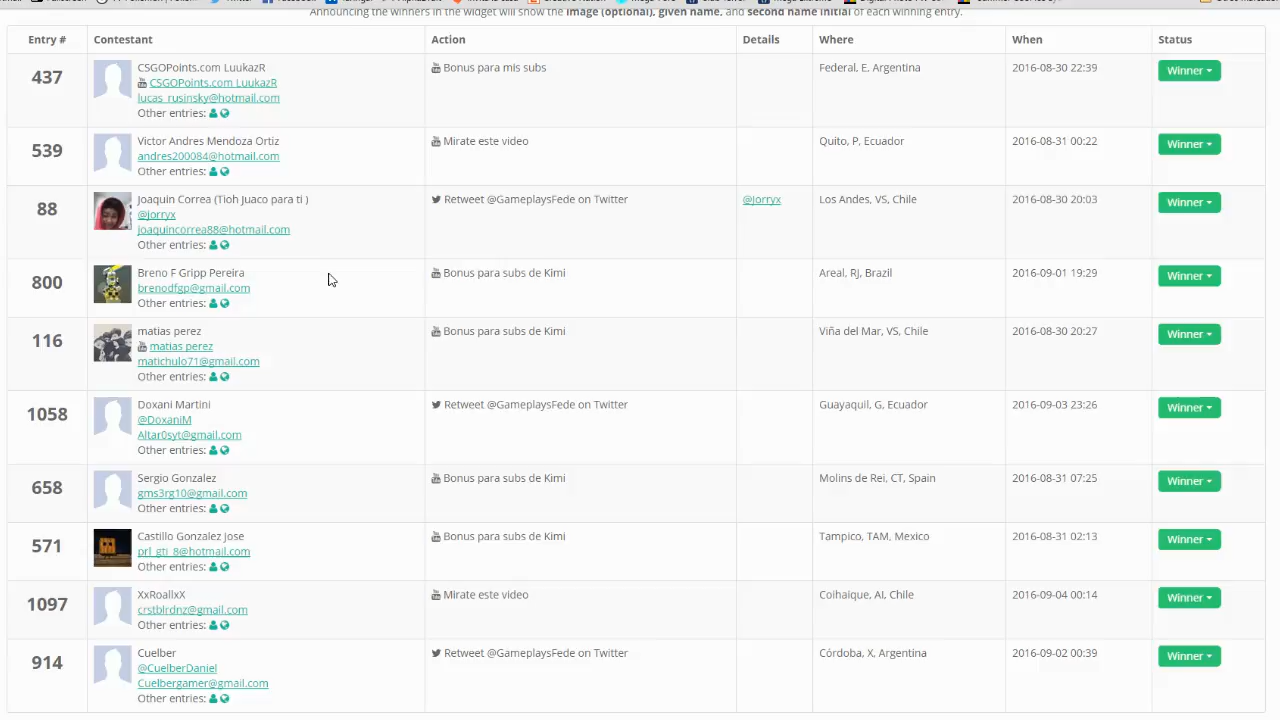 Announcing the winners in the widget will show the image (optional), given name, and second name initial of each winning entry.
Entry # Contestant Action Details Where When Status
437 CSGOPoints.com LuukazR Bonus para mis subs Federal, E, Argentina 2016-08-30 22:39 Winner
CSGOPoints.com LuukazR
lucas_rusinsky@hotmail.com
Other entries:
539 Victor Andres Mendoza Ortiz Mirate este video Quito, P, Ecuador 2016-08-31 00:22 Winner
andres200084@hotmail.com
Other entries:
88 Joaquin Correa (Tioh Juaco para ti ) Retweet @GameplaysFede on Twitter @Jorryx Los Andes, VS, Chile 2016-08-30 20:03 Winner
@jorryx
joaquincorrea88@hotmail.com
Other entries:
800 Breno F Gripp Pereira Bonus para subs de Kimi Areal, RJ, Brazil 2016-09-01 19:29 Winner
brenodfgp@gmail.com
Other entries:
116 matias perez Bonus para subs de Kimi Viña del Mar, VS, Chile 2016-08-30 20:27 Winner
matias perez
matichulo71@gmail.com
Other entries:
1058 Doxani Martini Retweet @GameplaysFede on Twitter Guayaquil, G, Ecuador 2016-09-03 23:26 Winner
@DoxaniM
Altar0syt@gmail.com
Other entries:
658 Sergio Gonzalez Bonus para subs de Kimi Molins de Rei, CT, Spain 2016-08-31 07:25 Winner
gms3rg10@gmail.com
Other entries:
571 Castillo Gonzalez Jose Bonus para subs de Kimi Tampico, TAM, Mexico 2016-08-31 02:13 Winner
prl_gti_8@hotmail.com
Other entries:
1097 XxRoallxX Mirate este video Coihaique, AI, Chile 2016-09-04 00:14 Winner
crstblrdnz@gmail.com
Other entries:
914 Cuelber Retweet @GameplaysFede on Twitter Córdoba, X, Argentina 2016-09-02 00:39 Winner
@CuelberDaniel
Cuelbergamer@gmail.com
Other entries: